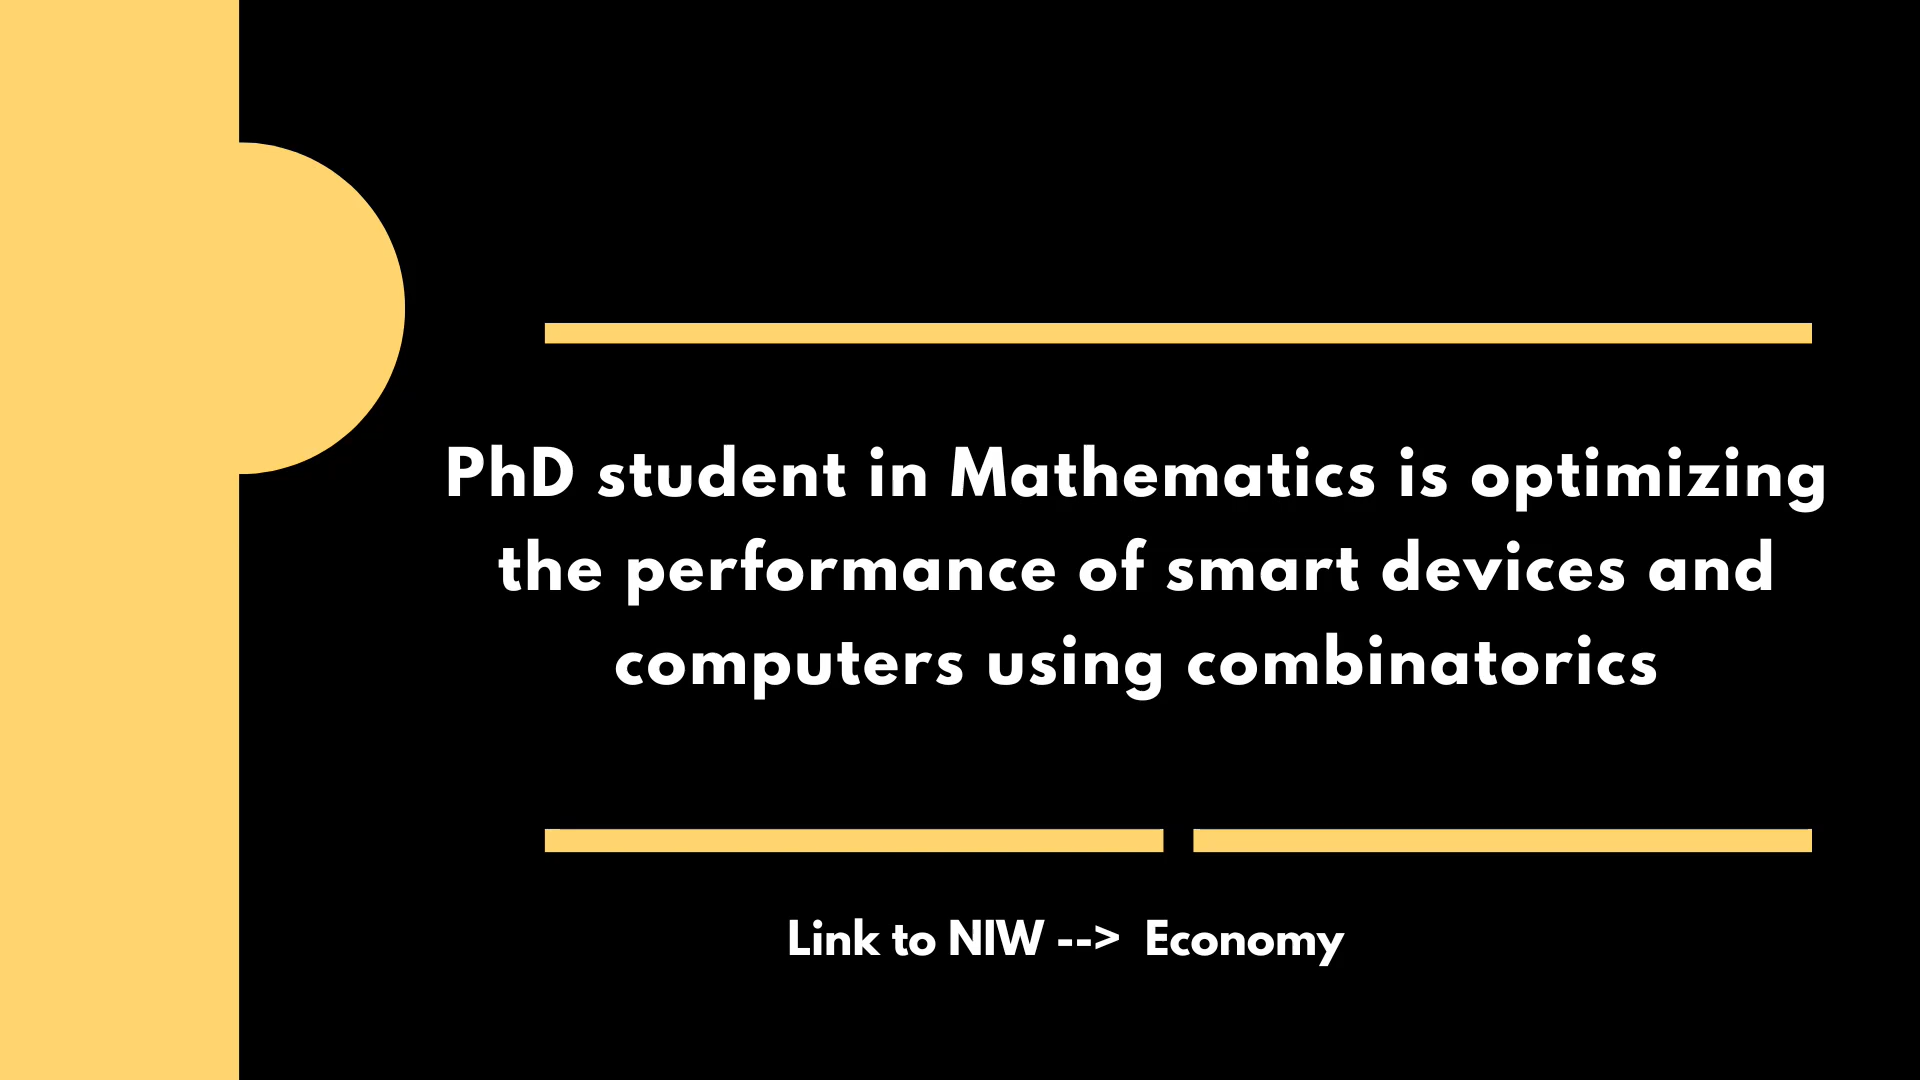 PhD student in Mathematics is optimizing
the performance of smart devices and
computers using combinatorics
Link to NIW --> Economy